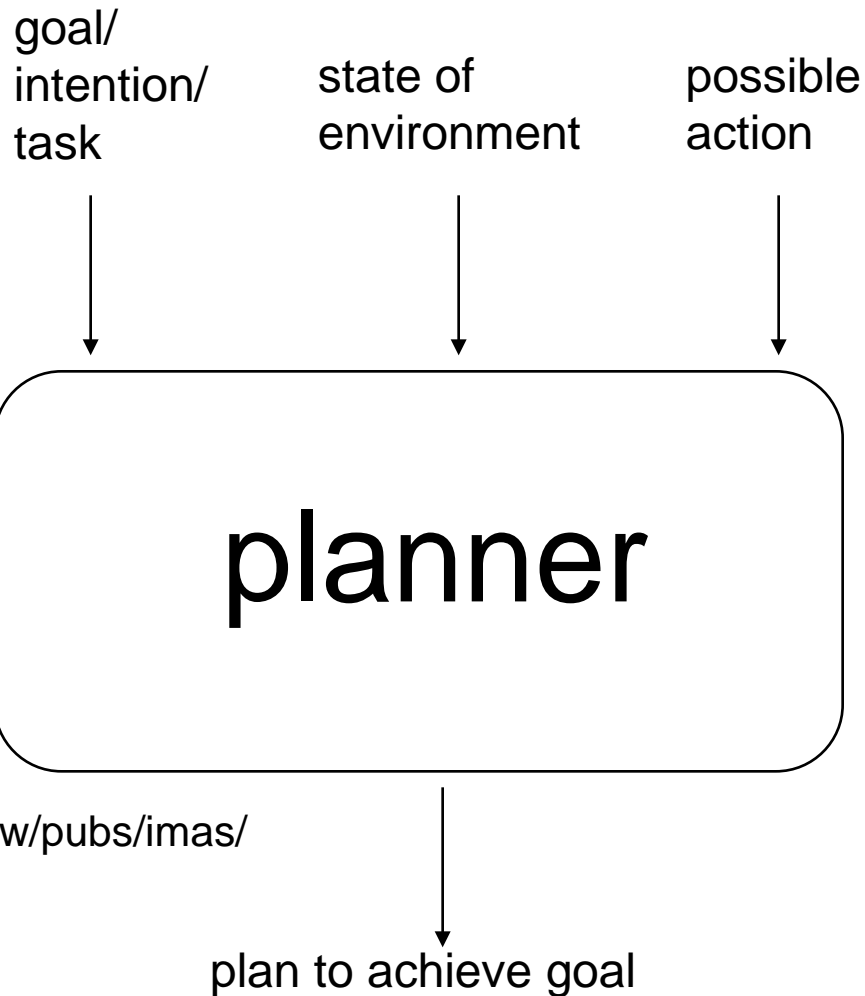 goal/
intention/
task
state of
environment
possible
action
planner
w/pubs/imas/
plan to achieve goal